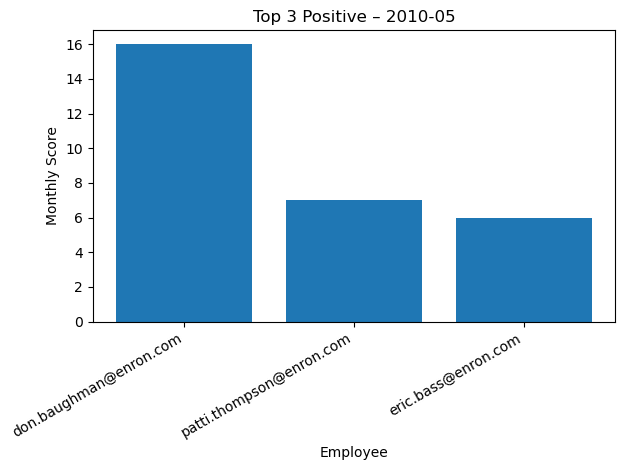 Top 3 Positive – 2010-05
Monthly Score
16
14
12
10
8
6
4
2
0
don.baughman@enron.com
patti.thompson@enron.com
eric.bass@enron.com
Employee